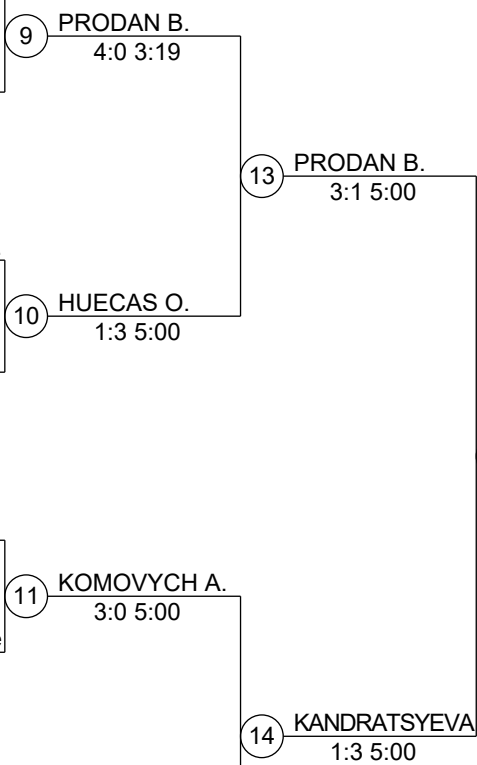 9 PRODAN B.
4:0 3:19
13 PRODAN B.
3:1 5:00
10 HUECAS O.
1:3 5:00
11 KOMOVYCH A.
3:0 5:00
14 KANDRATSYEVA
1:3 5:00